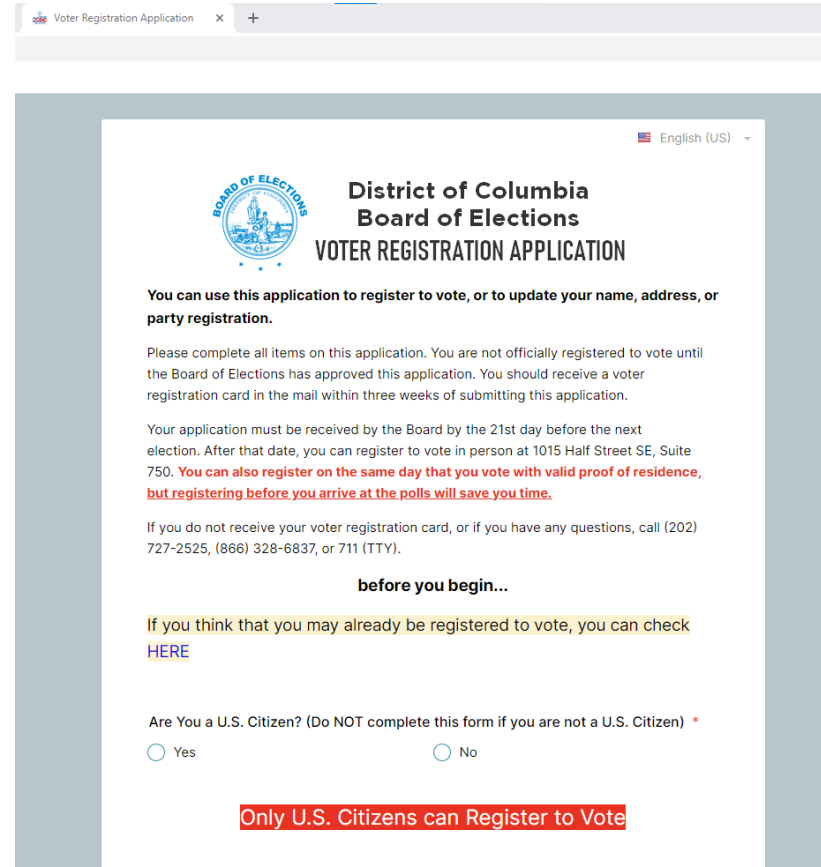 Voter Registration Application
English (US)
BOARD OF ELECTIONS
District of Columbia
Board of Elections
VOTER REGISTRATION APPLICATION
You can use this application to register to vote, or to update your name, address, or
party registration.
Please complete all items on this application. You are not officially registered to vote until
the Board of Elections has approved this application. You should receive a voter
registration card in the mail within three weeks of submitting this application.
Your application must be received by the Board by the 21st day before the next
election. After that date, you can register to vote in person at 1015 Half Street SE, Suite
750. You can also register on the same day that you vote with valid proof of residence,
but registering before you arrive at the polls will save you time.
If you do not receive your voter registration card, or if you have any questions, call (202)
727-2525, (866) 328-6837, or 711 (TTY).
before you begin...
If you think that you may already be registered to vote, you can check
HERE
Are You a U.S. Citizen? (Do NOT complete this form if you are not a U.S. Citizen) *
Yes
No
Only U.S. Citizens can Register to Vote